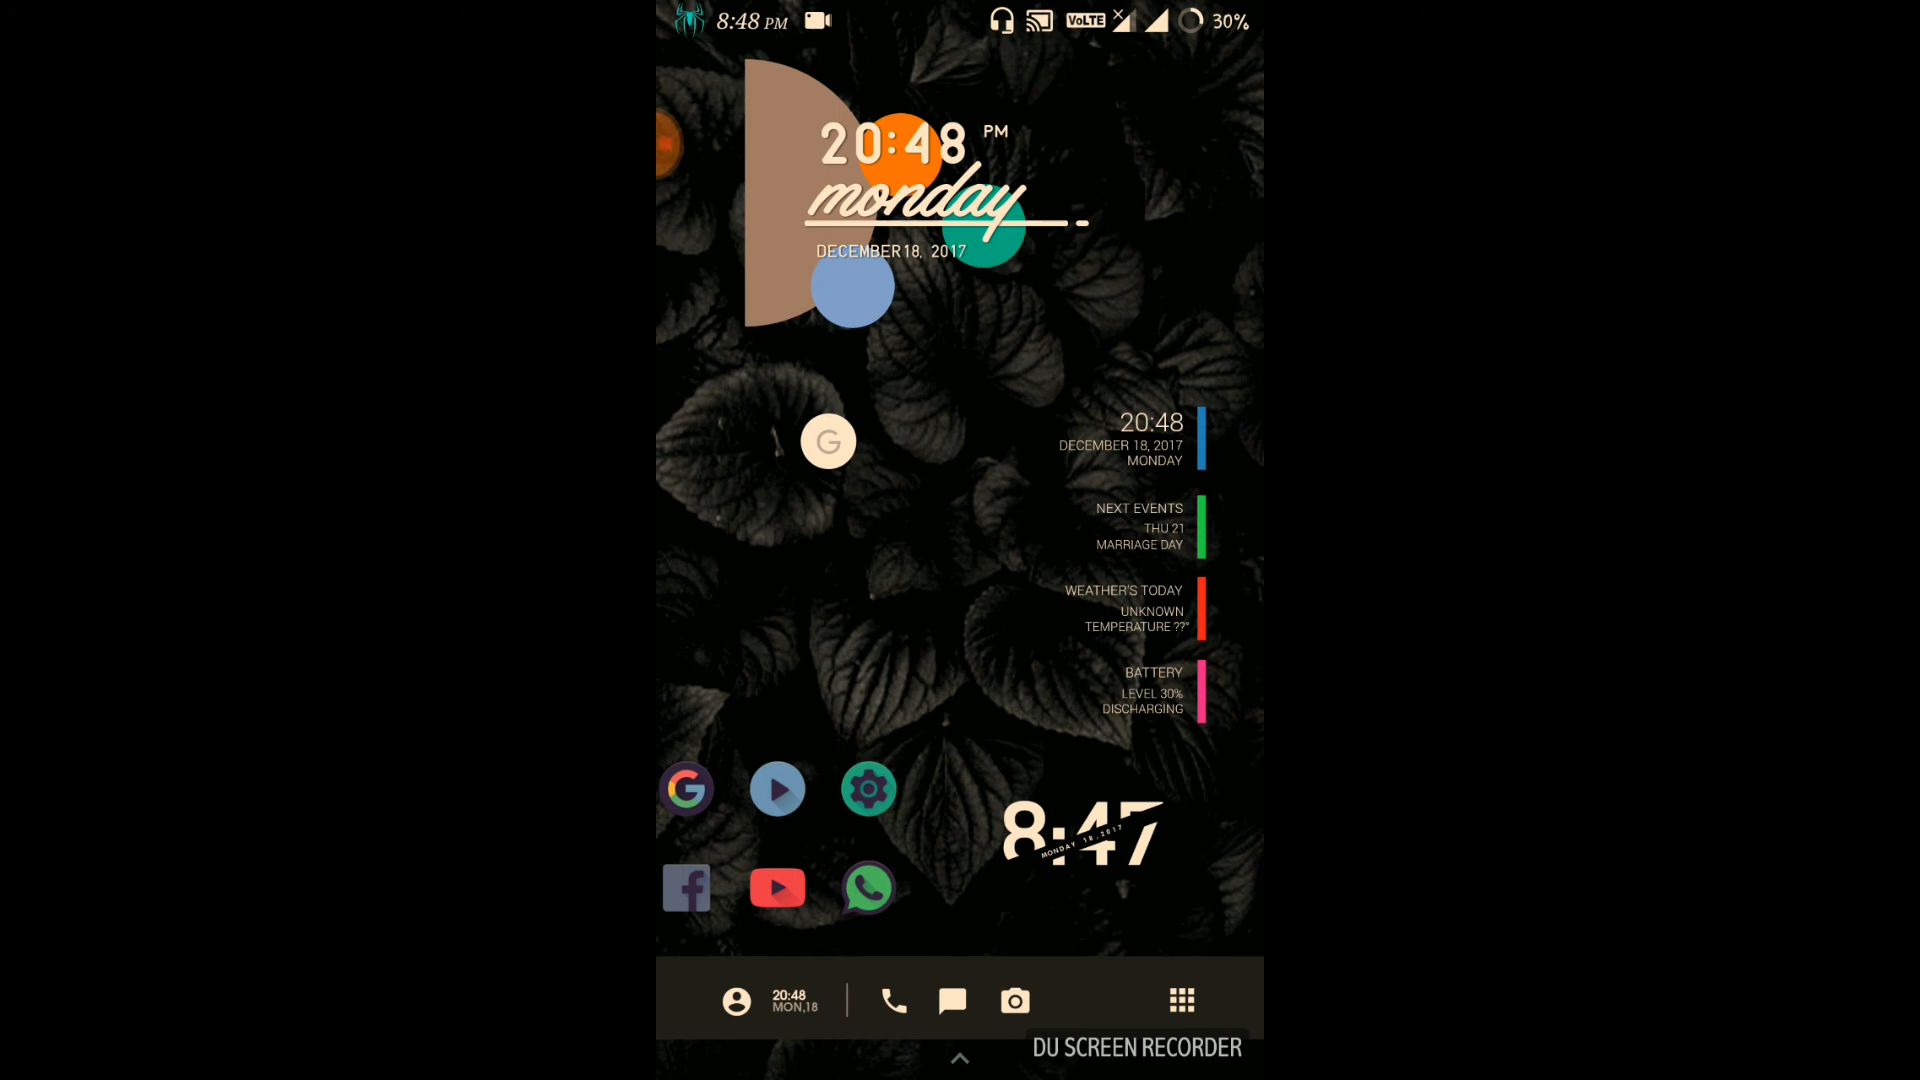 8:48 PM
VoLTE
30%
20:48 PM
monday
DECEMBER 18, 2017
G
20:48
DECEMBER 18, 2017
MONDAY
NEXT EVENTS
THU 21
MARRIAGE DAY
WEATHER'S TODAY
UNKNOWN
TEMPERATURE ??°
BATTERY
LEVEL 30%
DISCHARGING
8:47
MONDAY 18, 2017
20:48
MON,18
DU SCREEN RECORDER